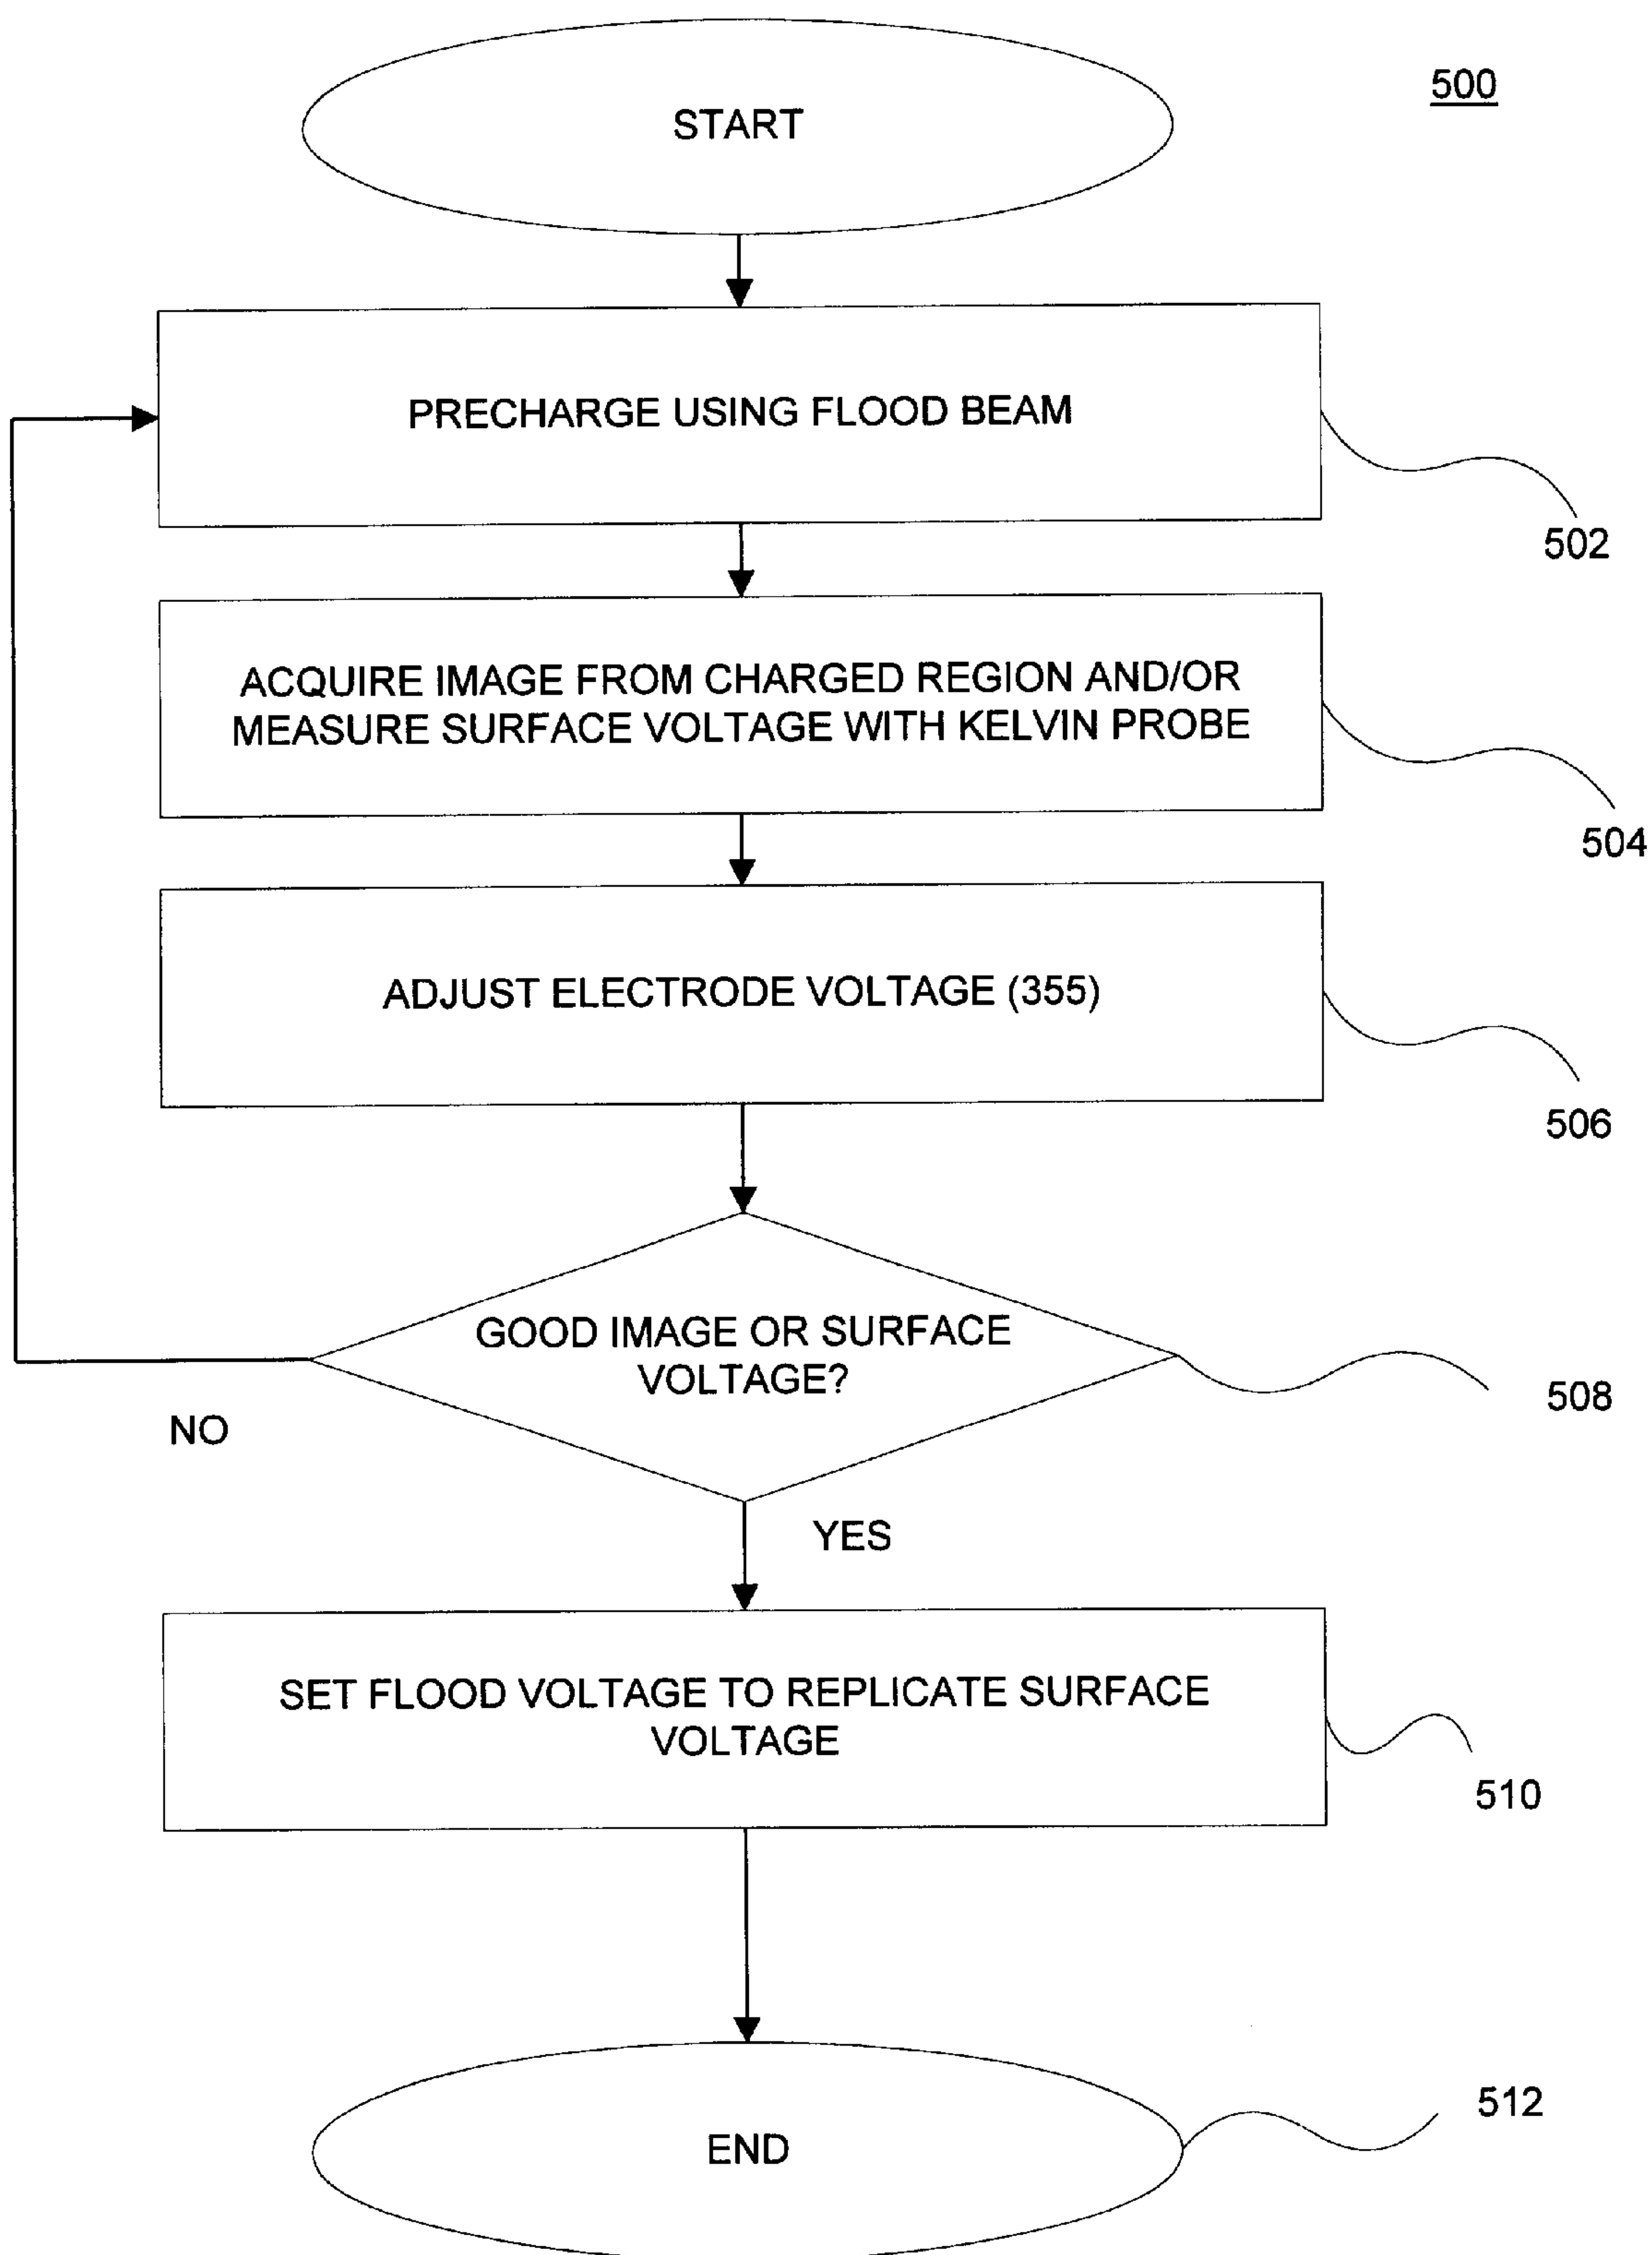 500
START
PRECHARGE USING FLOOD BEAM
502
ACQUIRE IMAGE FROM CHARGED REGION AND/OR
MEASURE SURFACE VOLTAGE WITH KELVIN PROBE
504
ADJUST ELECTRODE VOLTAGE (355)
506
GOOD IMAGE OR SURFACE
VOLTAGE?
508
NO
YES
SET FLOOD VOLTAGE TO REPLICATE SURFACE
VOLTAGE
510
512
END